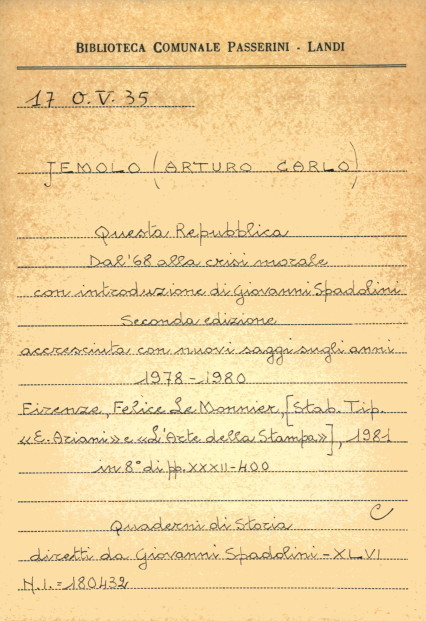 BIBLIOTECA COMUNALE PASSERINI - LANDI
17 O.V. 35
JEMOLO (ARTURO CARLO)
Questa Repubblica
Dal'68 alla crisi morale
con introduzione di Giovanni Spadolini
Seconda edizione
accresciuta con nuovi saggi sugli anni
1978-1980
Firenze, Felice Le Monnier, [Stab. Tip.
«E. Ariani» e «L'Arte della Stampa»], 1981
in 8° di pp. XXXII-400
C
Quaderni di Storia
diretti da Giovanni Spadolini - XLVI
N.I. = 180432